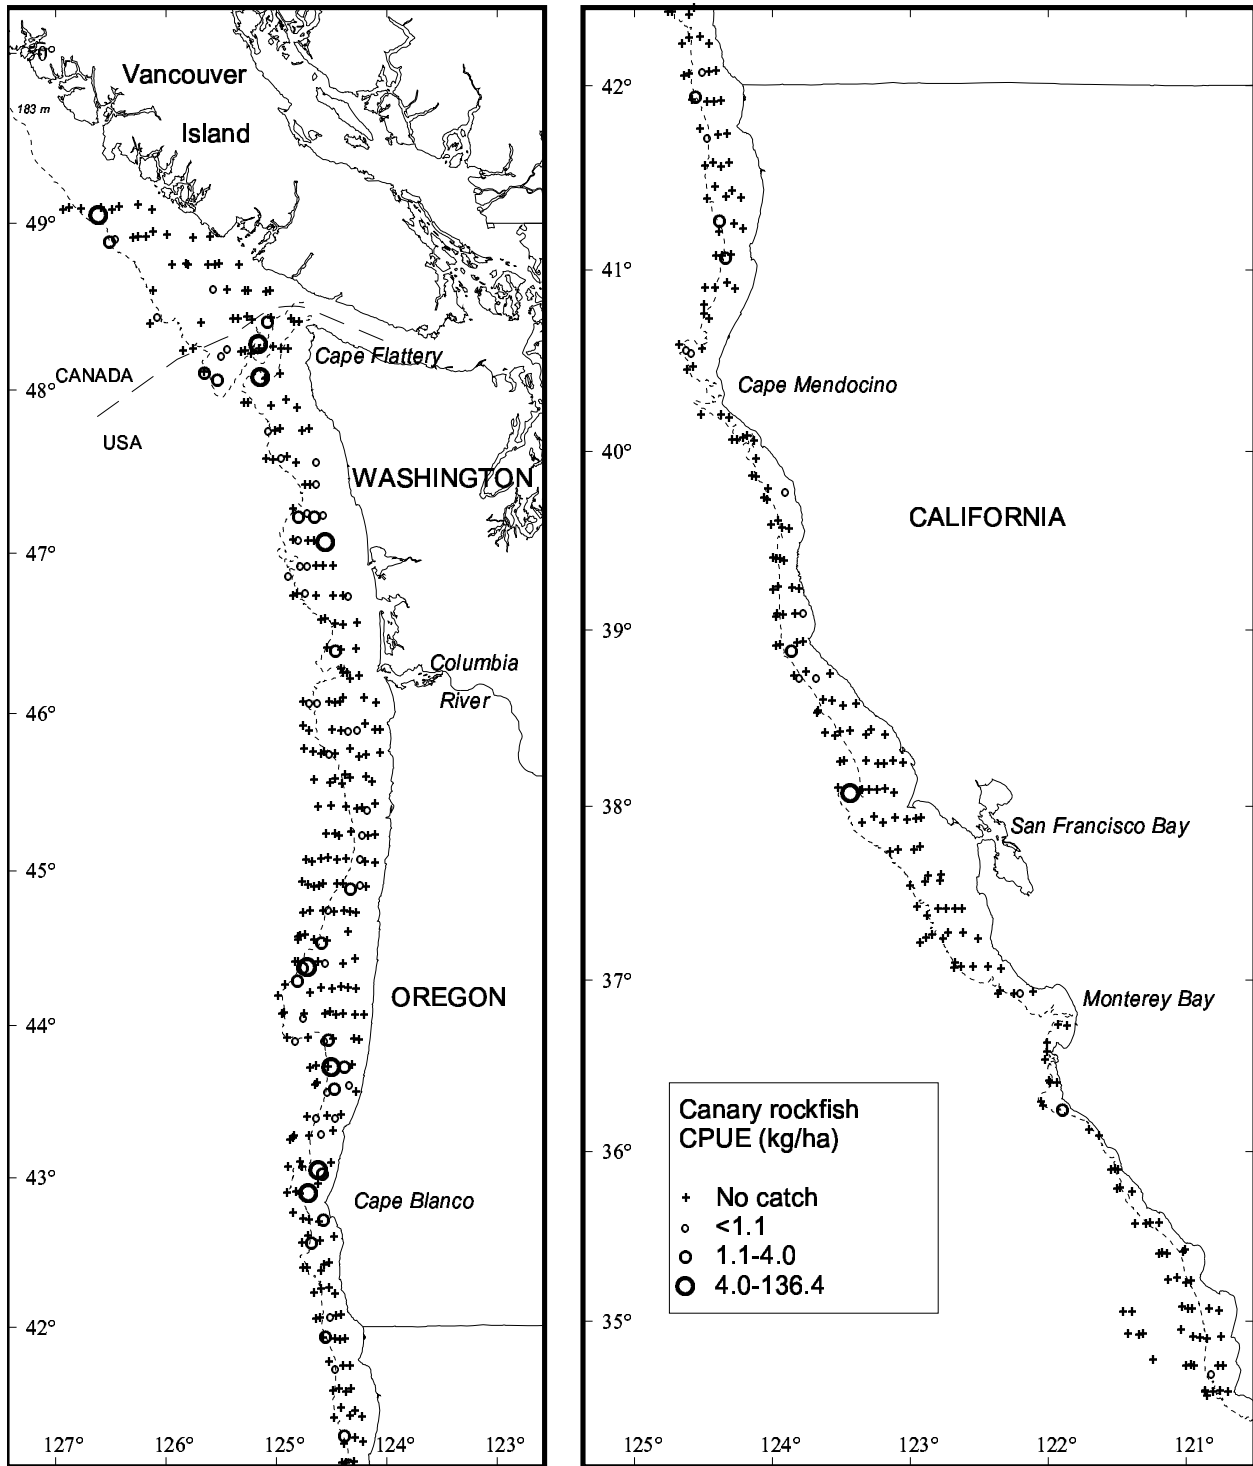 50°
Vancouver
Island
183 m
49°
Cape Flattery
48°
CANADA
USA
WASHINGTON
47°
Columbia
River
46°
45°
OREGON
44°
43°
Cape Blanco
42°
127°
126°
125°
124°
123°
42°
41°
Cape Mendocino
40°
CALIFORNIA
39°
38°
San Francisco Bay
37°
Monterey Bay
36°
35°
Canary rockfish
CPUE (kg/ha)
No catch
<1.1
1.1-4.0
4.0-136.4
125°
124°
123°
122°
121°